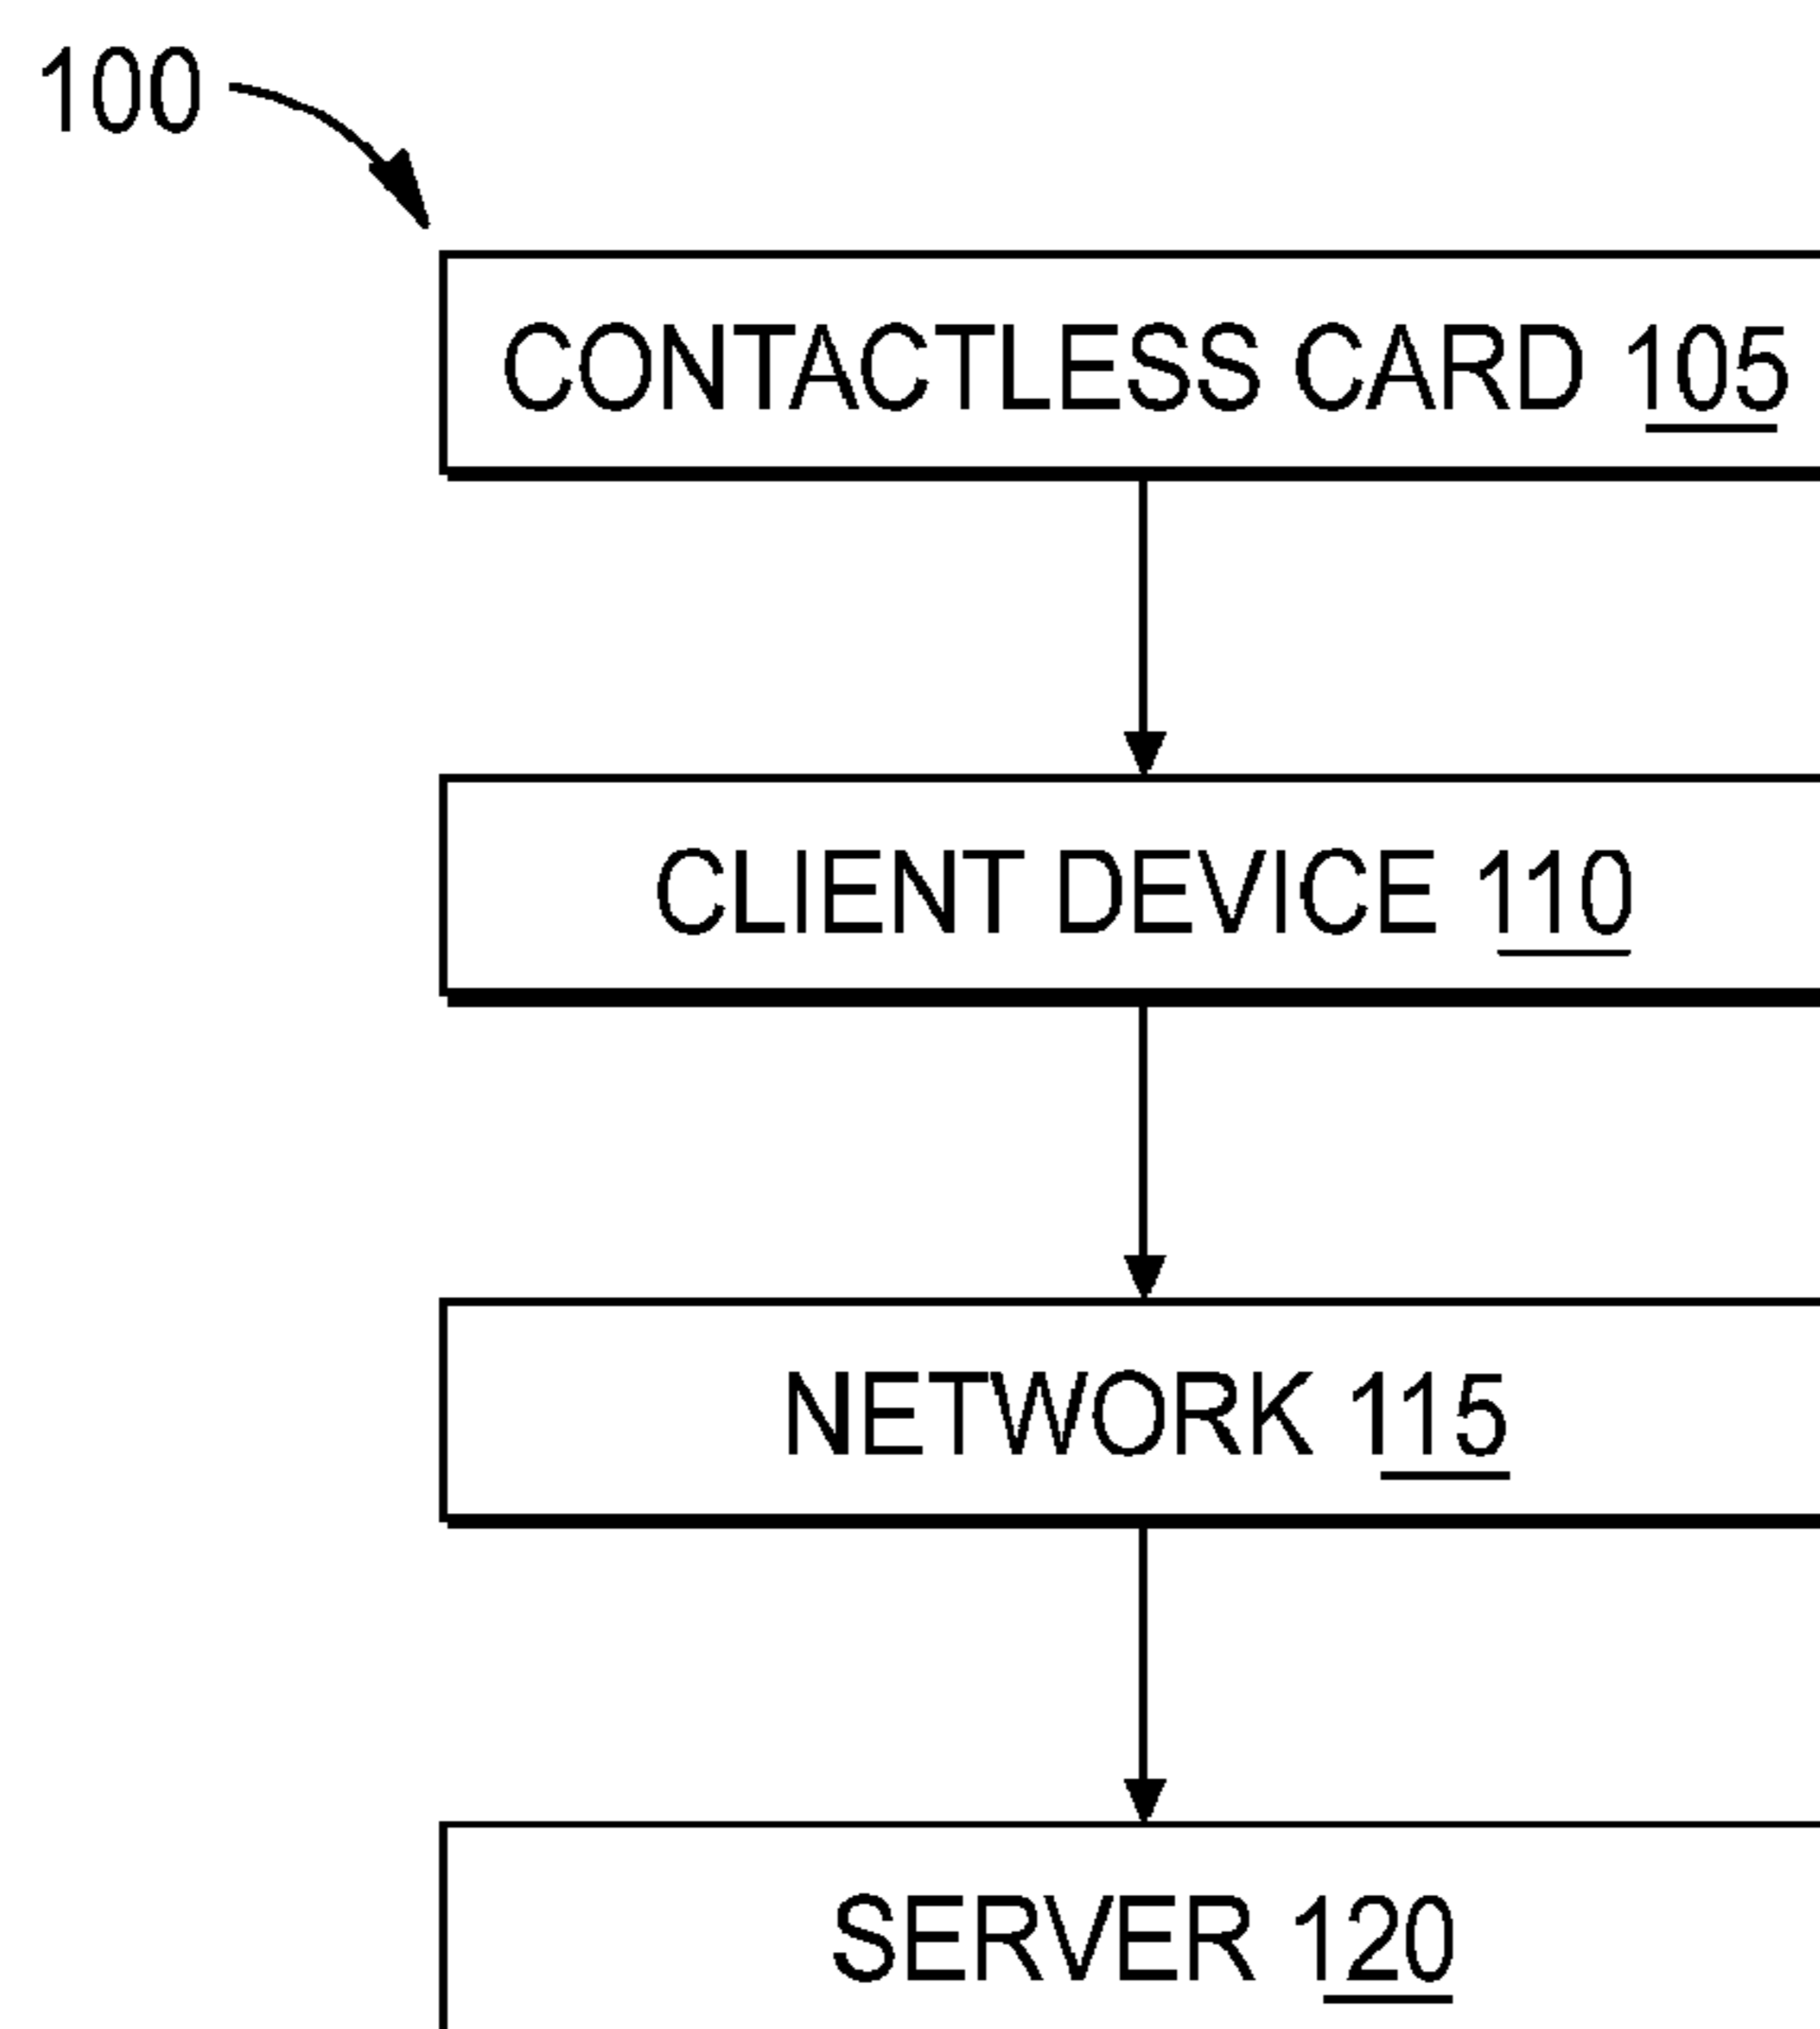 100
CONTACTLESS CARD 105
CLIENT DEVICE 110
NETWORK 115
SERVER 120